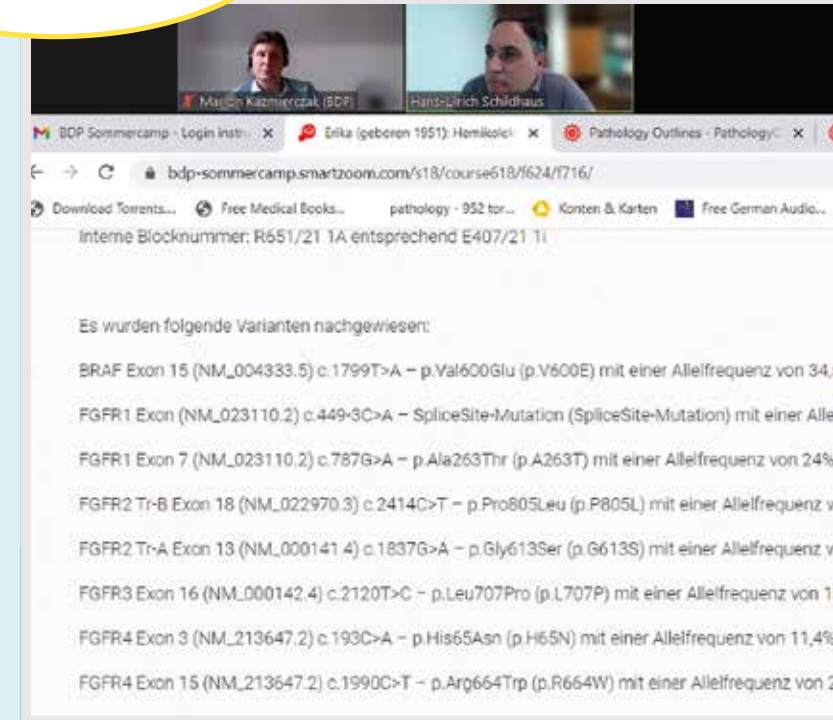 Marion Kazmierczak (BDP) Hans-Ulrich Schildhaus
BDP Sommercamp - Login instr Erika (geboren 1951): Hemikolek Pathology Outlines - Pathology
bdp-sommercamp.smartzoom.com/s18/course618/f624/f716/
Download Torrents... Free Medical Books... pathology - 952 tor... Konten & Karten Free German Audio...
Interne Blocknummer: R651/21 1A entsprechend E407/21 1i
Es wurden folgende Varianten nachgewiesen:
BRAF Exon 15 (NM_004333.5) c.1799T>A – p.Val600Glu (p.V600E) mit einer Allelfrequenz von 34,
FGFR1 Exon (NM_023110.2) c.449-3C>A – SpliceSite-Mutation (SpliceSite-Mutation) mit einer Alle
FGFR1 Exon 7 (NM_023110.2) c.787G>A – p.Ala263Thr (p.A263T) mit einer Allelfrequenz von 24%
FGFR2 Tr-B Exon 18 (NM_022970.3) c.2414C>T – p.Pro805Leu (p.P805L) mit einer Allelfrequenz v
FGFR2 Tr-A Exon 13 (NM_000141.4) c.1837G>A – p.Gly613Ser (p.G613S) mit einer Allelfrequenz v
FGFR3 Exon 16 (NM_000142.4) c.2120T>C – p.Leu707Pro (p.L707P) mit einer Allelfrequenz von 1
FGFR4 Exon 3 (NM_213647.2) c.193C>A – p.His65Asn (p.H65N) mit einer Allelfrequenz von 11,4%
FGFR4 Exon 15 (NM_213647.2) c.1990C>T – p.Arg664Trp (p.R664W) mit einer Allelfrequenz von 2